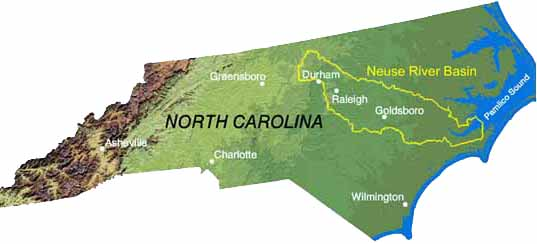 Neuse River Basin
Greensboro
Durham
Raleigh
Pamlico Sound
Goldsboro
NORTH CAROLINA
Asheville
Charlotte
Wilmington